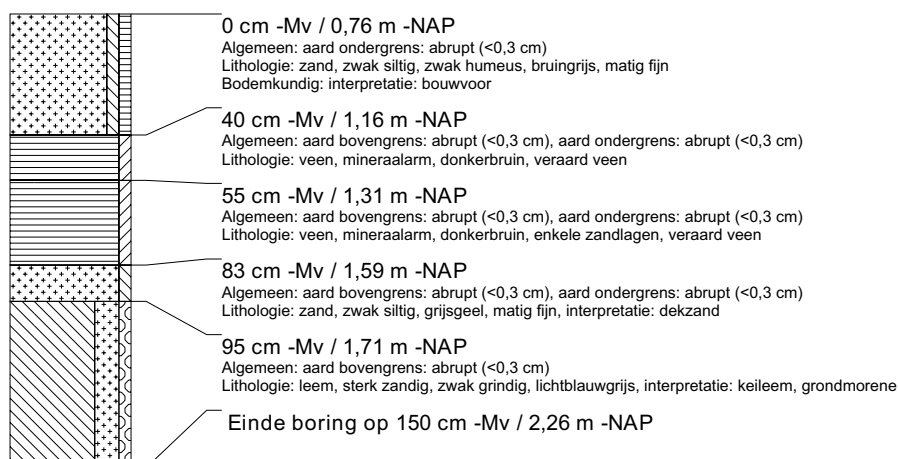 0 cm -Mv / 0,76 m -NAP
Algemeen: aard ondergrens: abrupt (<0,3 cm)
Lithologie: zand, zwak siltig, zwak humeus, bruingrijs, matig fijn
Bodemkundig: interpretatie: bouwvoor
40 cm -Mv / 1,16 m -NAP
Algemeen: aard bovengrens: abrupt (<0,3 cm), aard ondergrens: abrupt (<0,3 cm)
Lithologie: veen, mineraalarm, donkerbruin, veraard veen
55 cm -Mv / 1,31 m -NAP
Algemeen: aard bovengrens: abrupt (<0,3 cm), aard ondergrens: abrupt (<0,3 cm)
Lithologie: veen, mineraalarm, donkerbruin, enkele zandlagen, veraard veen
83 cm -Mv / 1,59 m -NAP
Algemeen: aard bovengrens: abrupt (<0,3 cm), aard ondergrens: abrupt (<0,3 cm)
Lithologie: zand, zwak siltig, grijsgeel, matig fijn, interpretatie: dekzand
95 cm -Mv / 1,71 m -NAP
Algemeen: aard bovengrens: abrupt (<0,3 cm)
Lithologie: leem, sterk zandig, zwak grindig, lichtblauwgrijs, interpretatie: keileem, grondmorene
Einde boring op 150 cm -Mv / 2,26 m -NAP